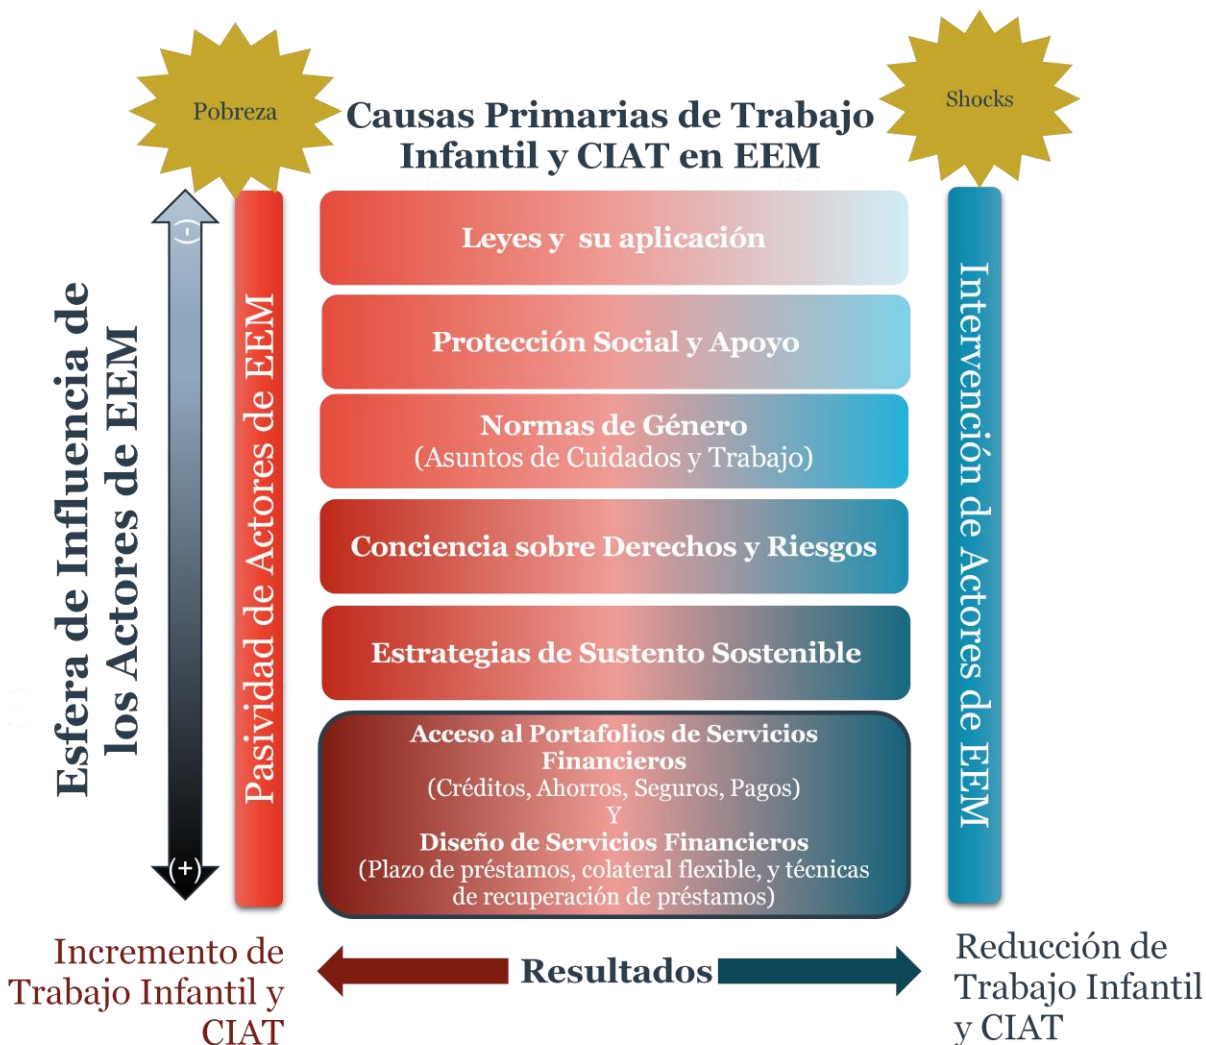 Pobreza
Shocks
Causas Primarias de Trabajo
Infantil y CIAT en EEM
Esfera de Influencia de
los Actores de EEM
(-)
(+)
Pasividad de Actores de EEM
Leyes y su aplicación
Protección Social y Apoyo
Normas de Género
(Asuntos de Cuidados y Trabajo)
Conciencia sobre Derechos y Riesgos
Estrategias de Sustento Sostenible
Acceso al Portafolios de Servicios
Financieros
(Créditos, Ahorros, Seguros, Pagos)
Y
Diseño de Servicios Financieros
(Plazo de préstamos, colateral flexible, y técnicas
de recuperación de préstamos)
Intervención de Actores de EEM
Incremento de
Trabajo Infantil y
CIAT
Resultados
Reducción de
Trabajo Infantil
y CIAT